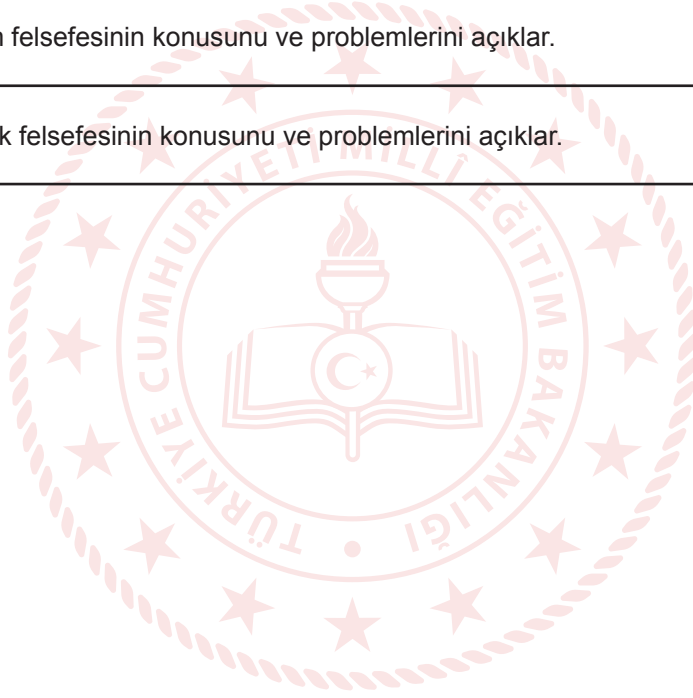 felsefesinin konusunu ve problemlerini açıklar.
felsefesinin konusunu ve problemlerini açıklar.
TÜRKİYE CUMHURİYETİ MİLLÎ EĞİTİM BAKANLIĞI